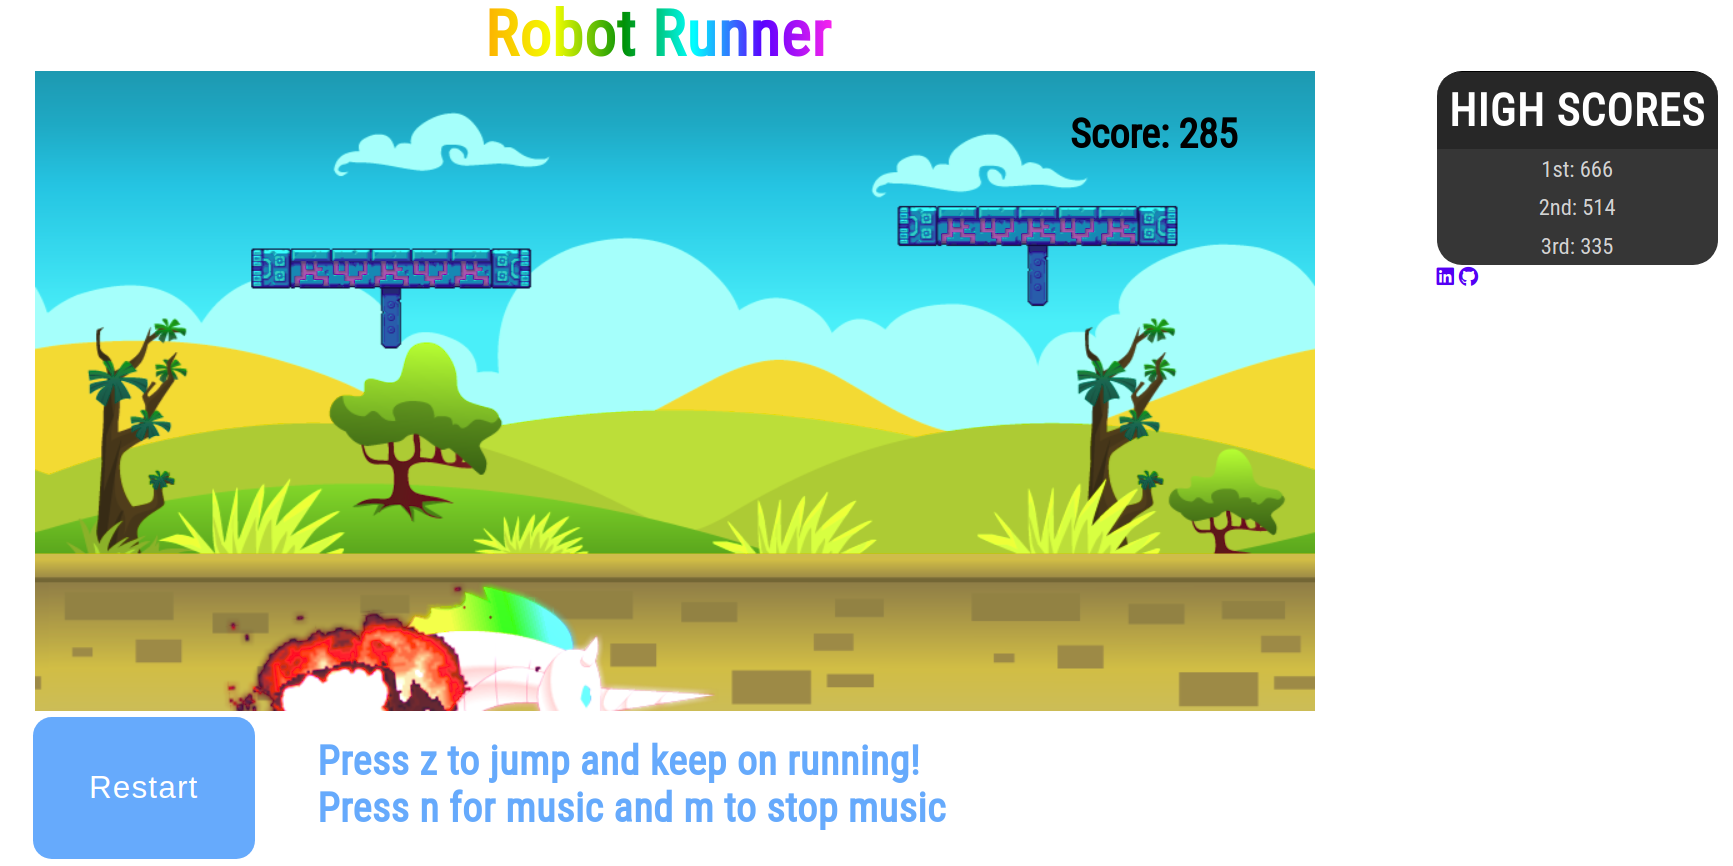 Robot Runner
Score: 285
HIGH SCORES
1st: 666
2nd: 514
3rd: 335
in
Restart
Press z to jump and keep on running!
Press n for music and m to stop music